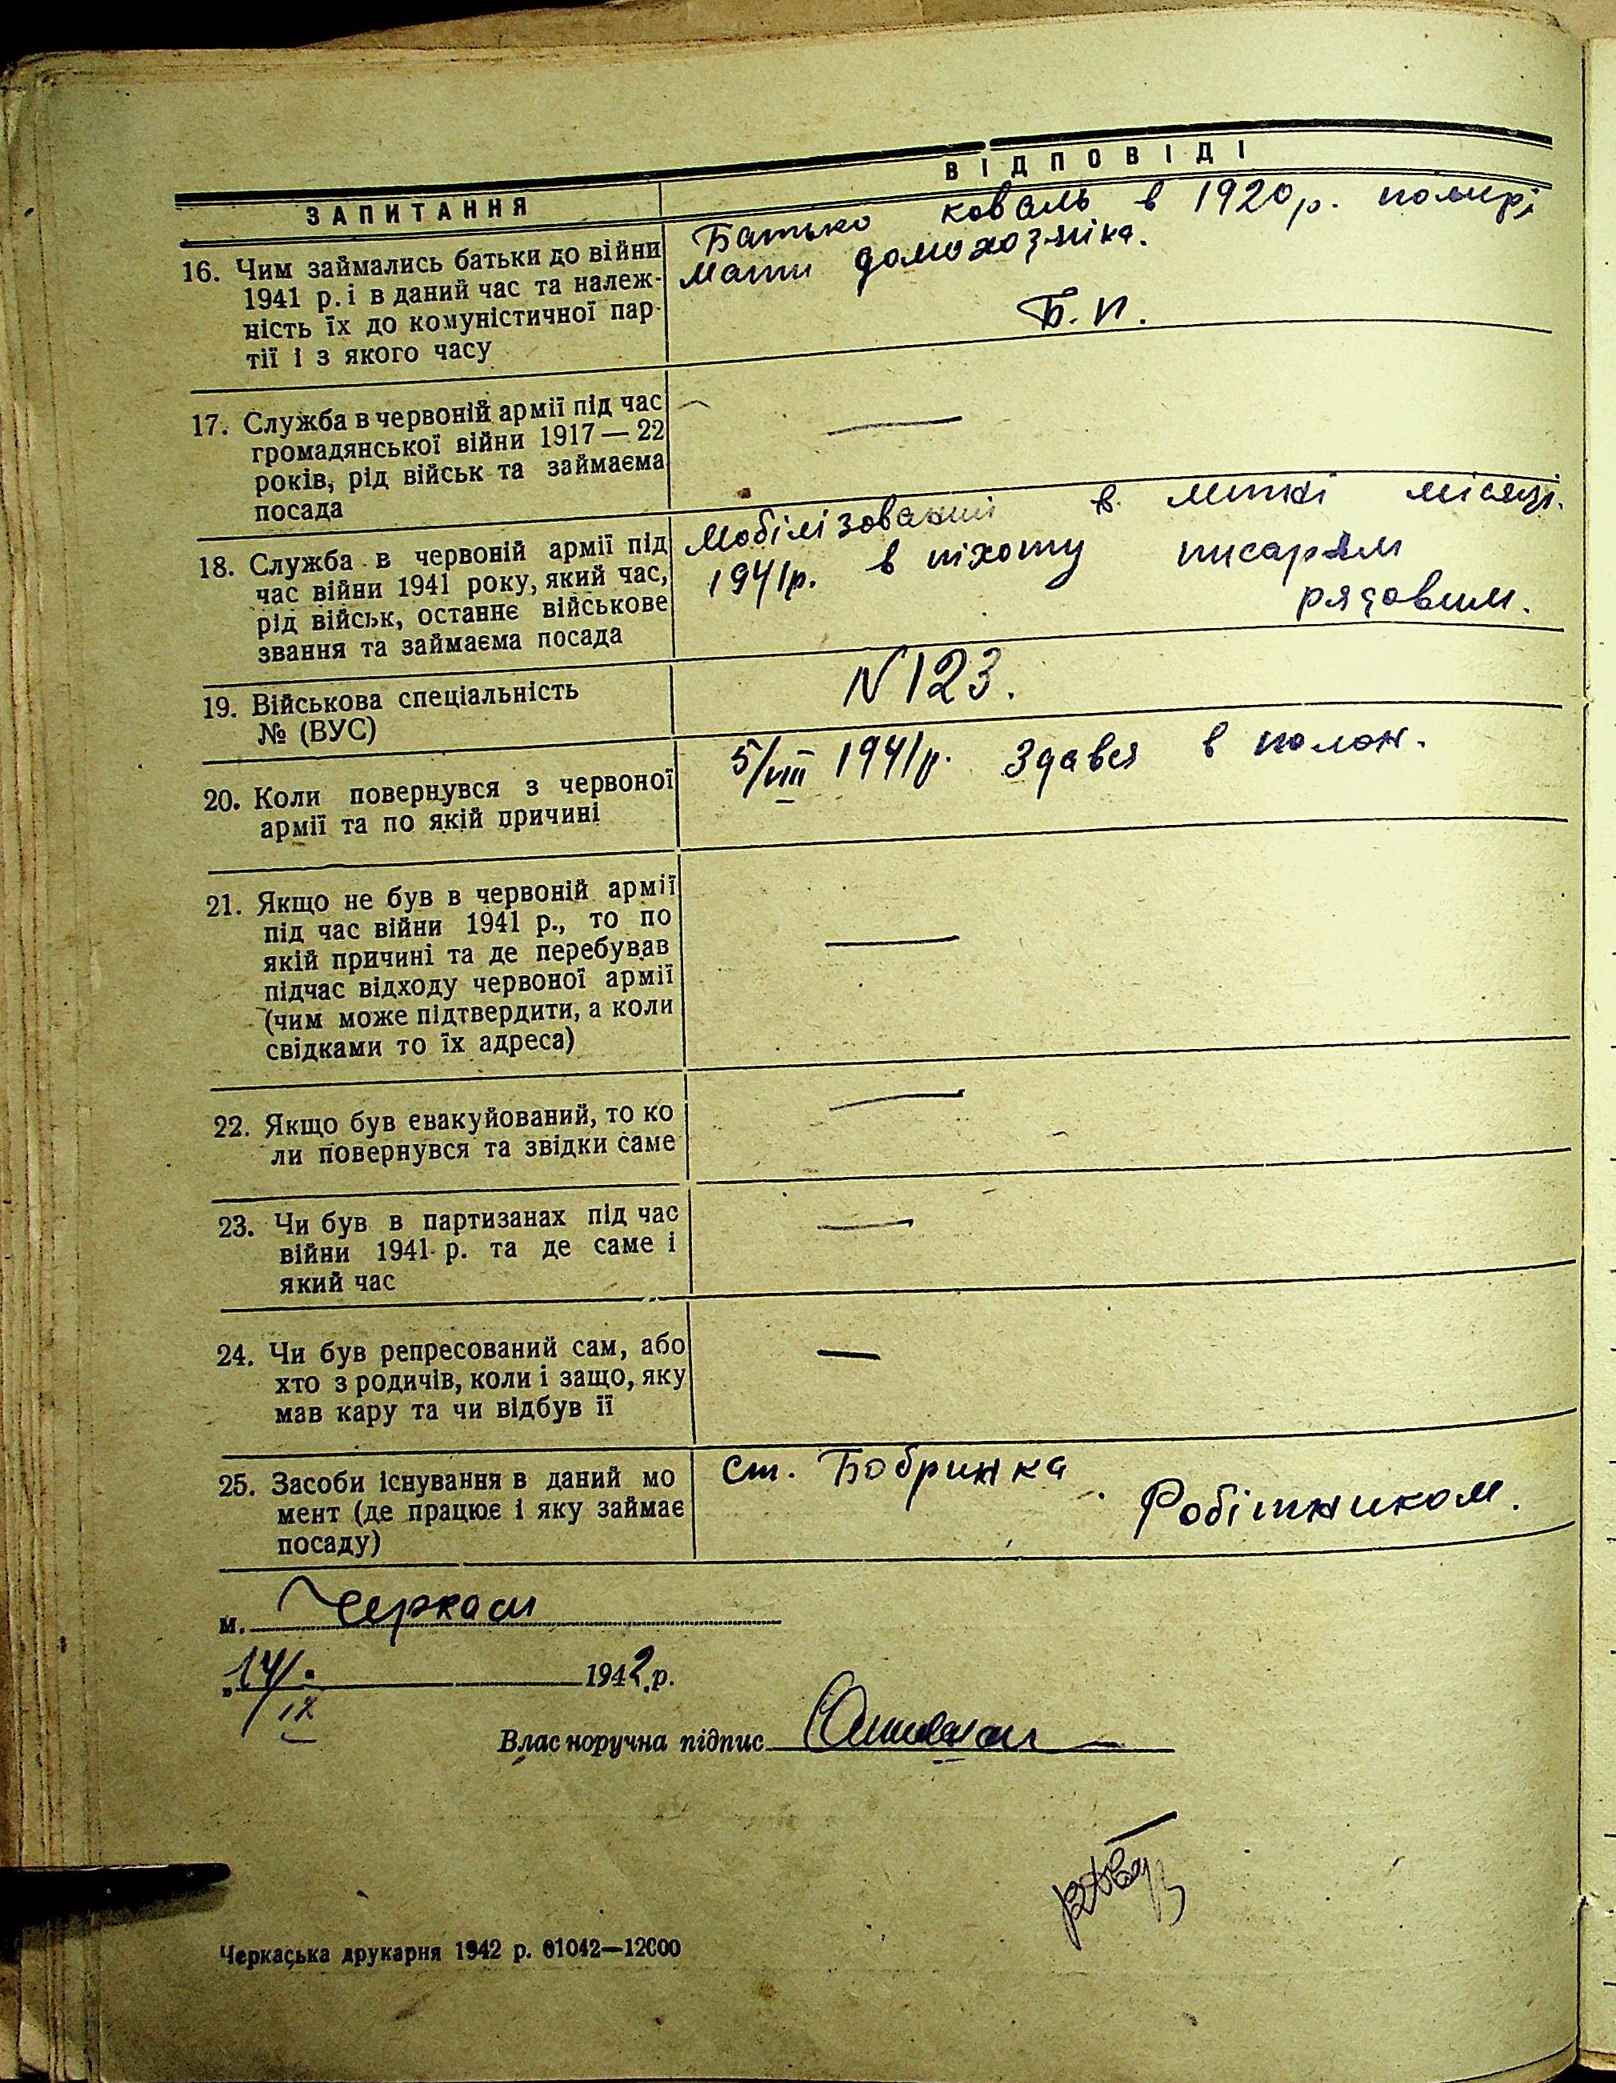 ЗАПИТАННЯ
ВІДПОВІДІ
16. Чим займались батьки до війни
1941 р. і в даний час та належ-
ність їх до комуністичної пар-
тії і з якого часу
Батько коваль в 1920р. помер,
мати домохозяіка.
Б.П.
17. Служба в червоній армії під час
громадянської війни 1917 — 22
років, рід військ та займаєма
посада
—
18. Служба в червоній армії під
час війни 1941 року, який час,
рід військ, останнє військове
звання та займаєма посада
Мобілізований в липні місяці.
1941р. в піхоту писарям
рядовим.
19. Військова спеціальність
№ (ВУС)
N 123.
20. Коли повернувся з червоної
армії та по якій причині
5/VIII 1941р. Здався в полон.
21. Якщо не був в червоній армії
під час війни 1941 р., то по
якій причині та де перебував
підчас відходу червоної армії
(чим може підтвердити, а коли
свідками то їх адреса)
—
22. Якщо був евакуйований, то ко
ли повернувся та звідки саме
—
23. Чи був в партизанах під час
війни 1941 р. та де саме і
який час
—
24. Чи був репресований сам, або
хто з родичів, коли і защо, яку
мав кару та чи відбув її
—
25. Засоби існування в даний мо
мент (де працює і яку займає
посаду)
ст. Бобринка
Робітником.
м. Черкаси
„14/IX 1942 р.
Власноручна підпис
Черкаська друкарня 1942 р. 61042—12000